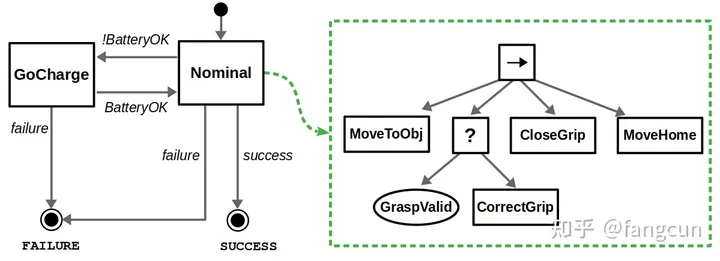 !BatteryOK
GoCharge
Nominal
BatteryOK
failure
failure
success
FAILURE
SUCCESS
→
MoveToObj
?
CloseGrip
MoveHome
GraspValid
CorrectGrip
知乎 @fangcun